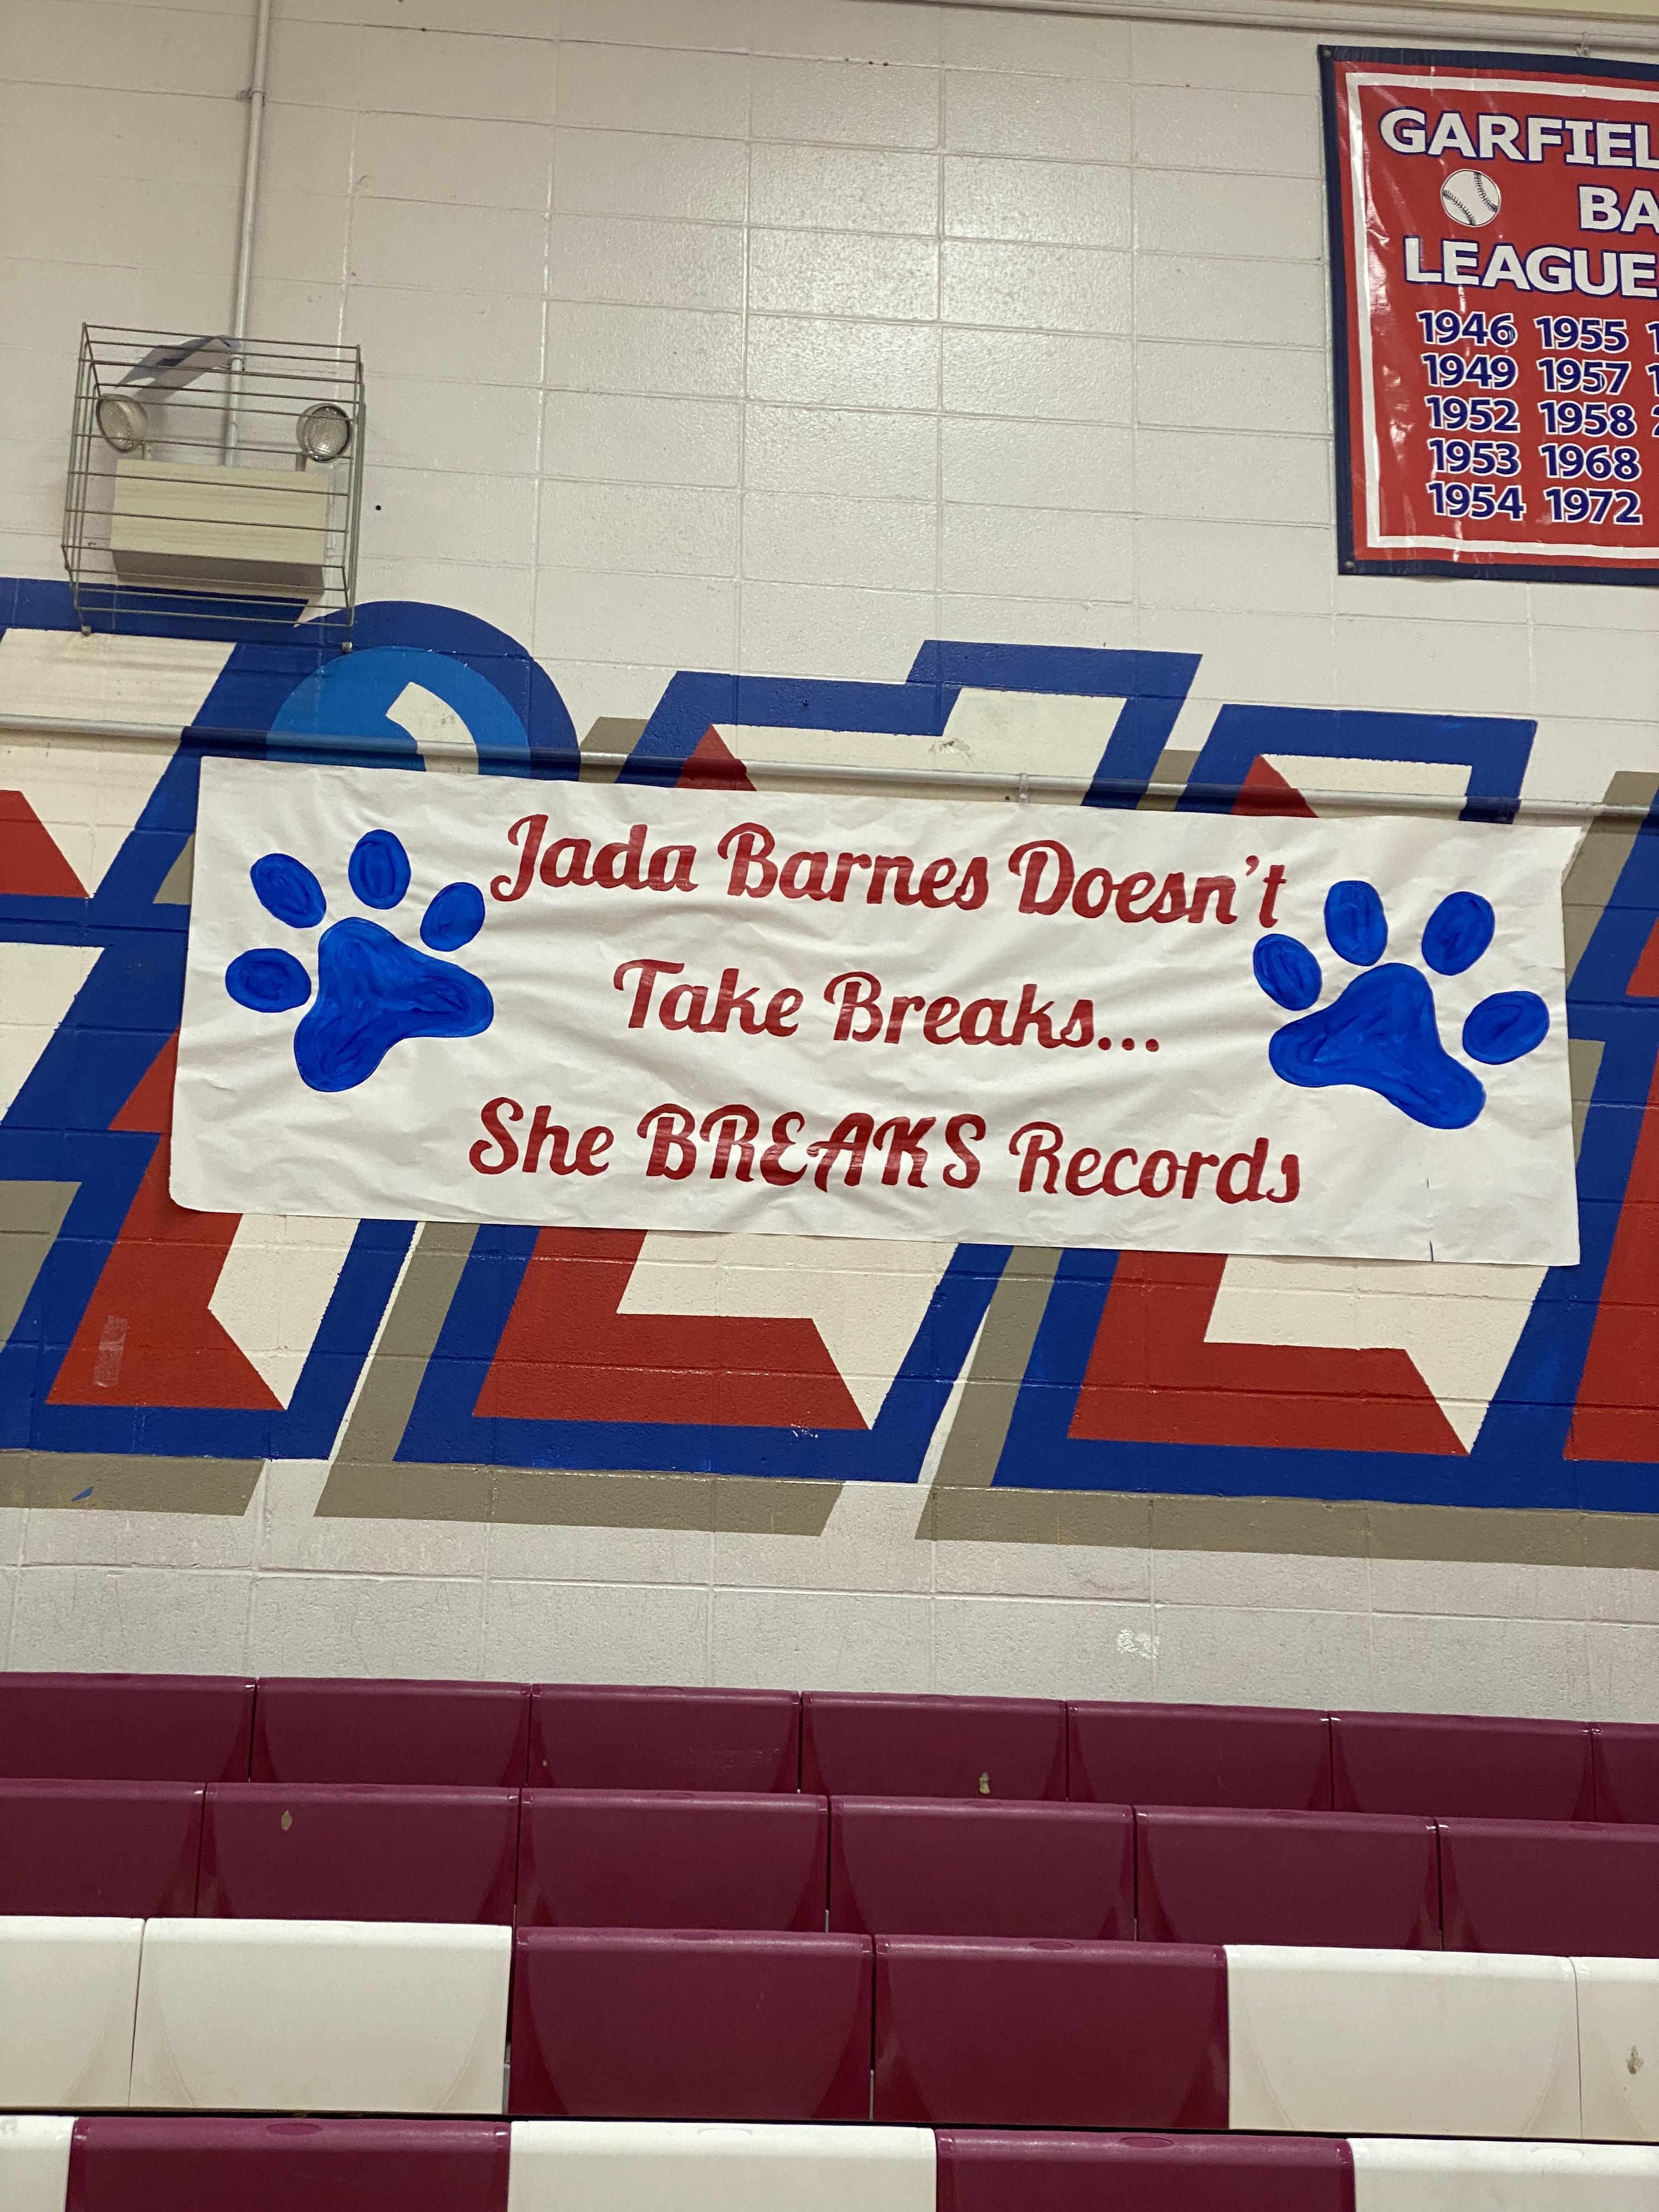 GARFIEL
BA
LEAGUE
1946 1955
1949 1957
1952 1958
1953 1968
1954 1972
Jada Barnes Doesn't
Take Breaks...
She BREAKS Records